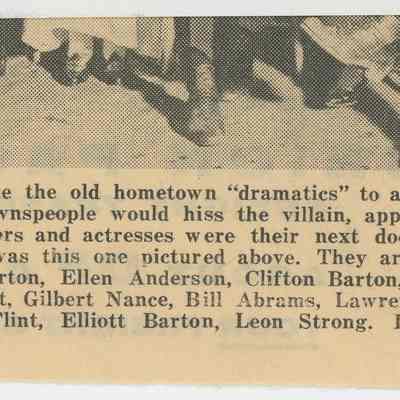 e the old hometown “dramatics” to a
wnspeople would hiss the villain, app
ers and actresses were their next do
was this one pictured above. They ar
rton, Ellen Anderson, Clifton Barton,
t, Gilbert Nance, Bill Abrams, Lawre
Flint, Elliott Barton, Leon Strong.